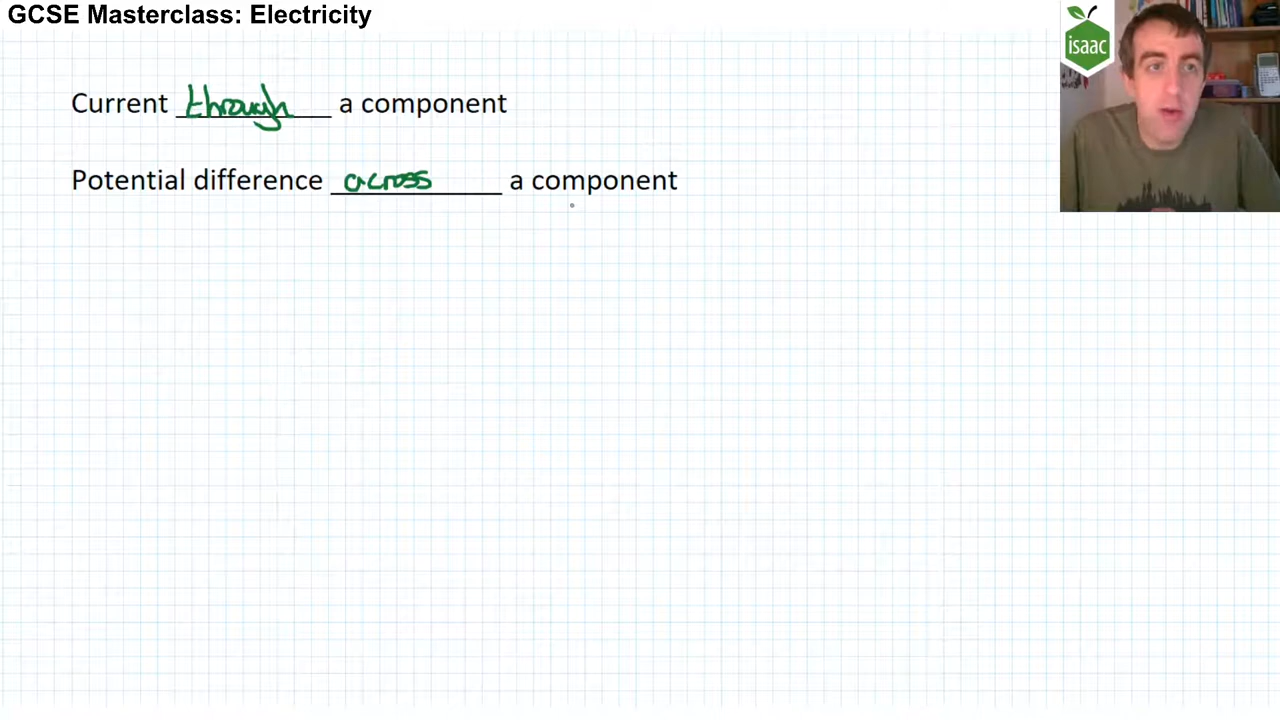 GCSE Masterclass: Electricity
isaac
Current through a component
Potential difference across a component